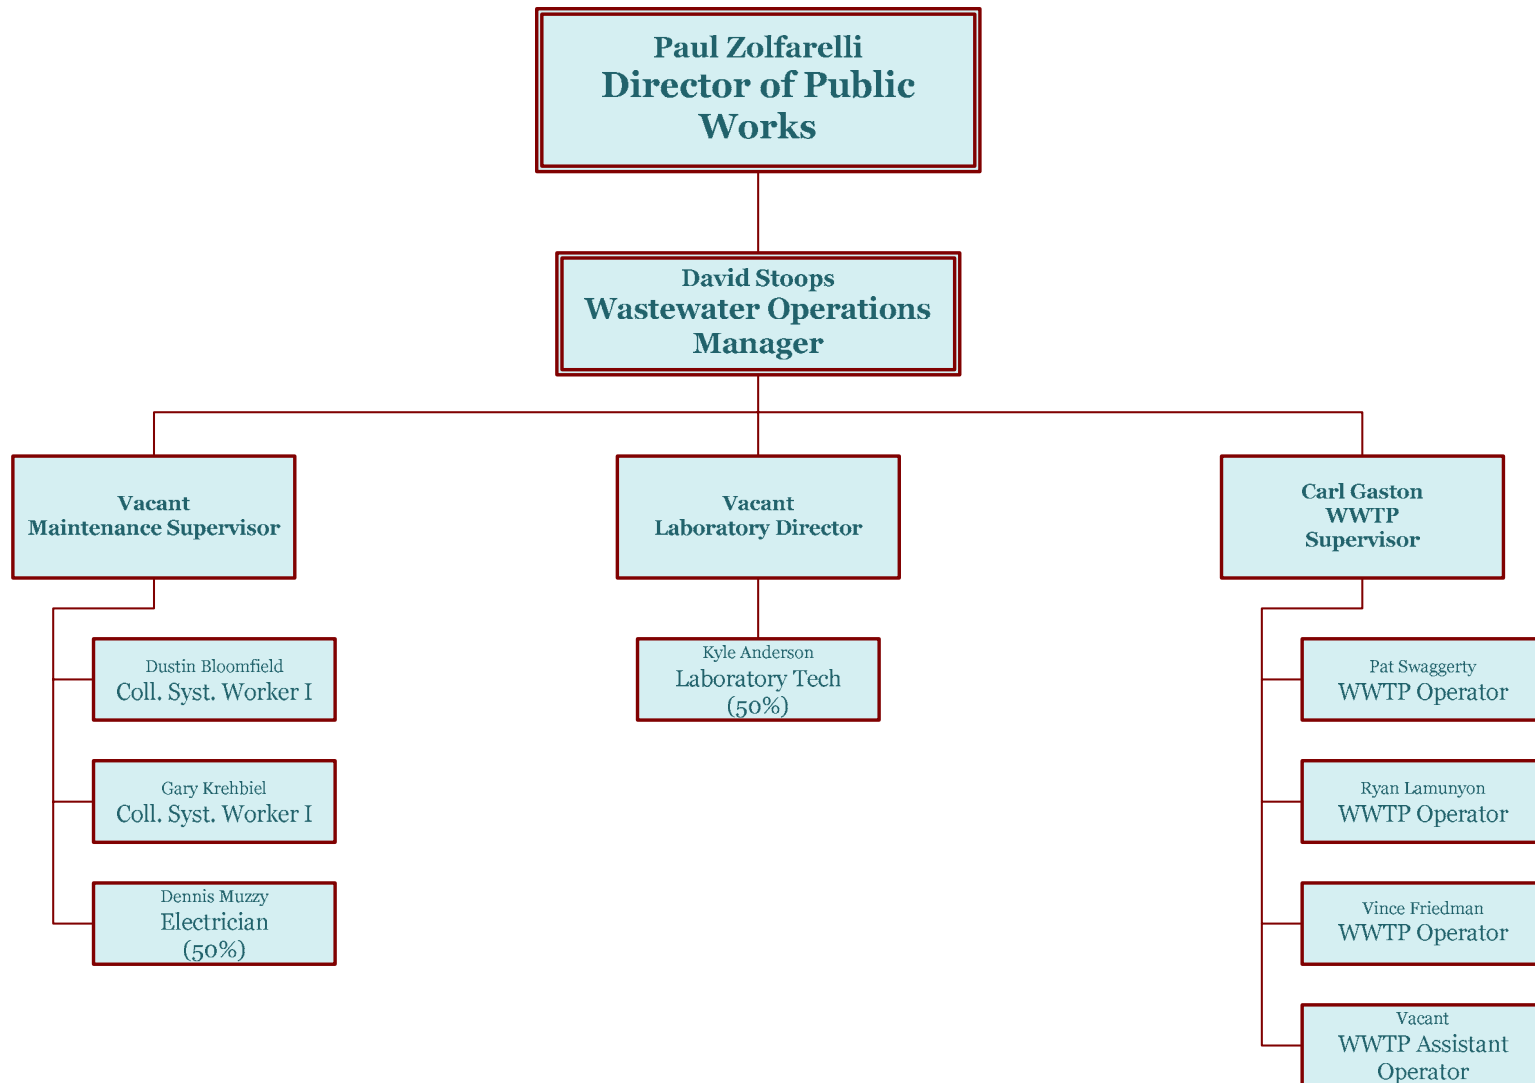 Paul Zolfarelli
Director of Public
Works
David Stoops
Wastewater Operations
Manager
Vacant
Maintenance Supervisor
Vacant
Laboratory Director
Carl Gaston
WWTP
Supervisor
Dustin Bloomfield
Coll. Syst. Worker I
Gary Krehbiel
Coll. Syst. Worker I
Dennis Muzzy
Electrician
(50%)
Kyle Anderson
Laboratory Tech
(50%)
Pat Swaggerty
WWTP Operator
Ryan Lamunyon
WWTP Operator
Vince Friedman
WWTP Operator
Vacant
WWTP Assistant
Operator